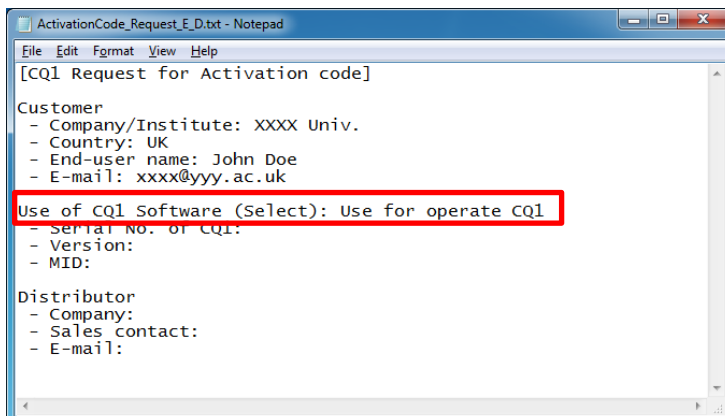 ActivationCode_Request_E_D.txt - Notepad
File Edit Format View Help
[CQ1 Request for Activation code]
Customer
- Company/Institute: XXXX Univ.
- Country: UK
- End-user name: John Doe
- E-mail: xxxx@yyy.ac.uk
Use of CQ1 Software (Select): Use for operate CQ1
- Serial No. of CQ1:
- Version:
- MID:
Distributor
- Company:
- Sales contact:
- E-mail: